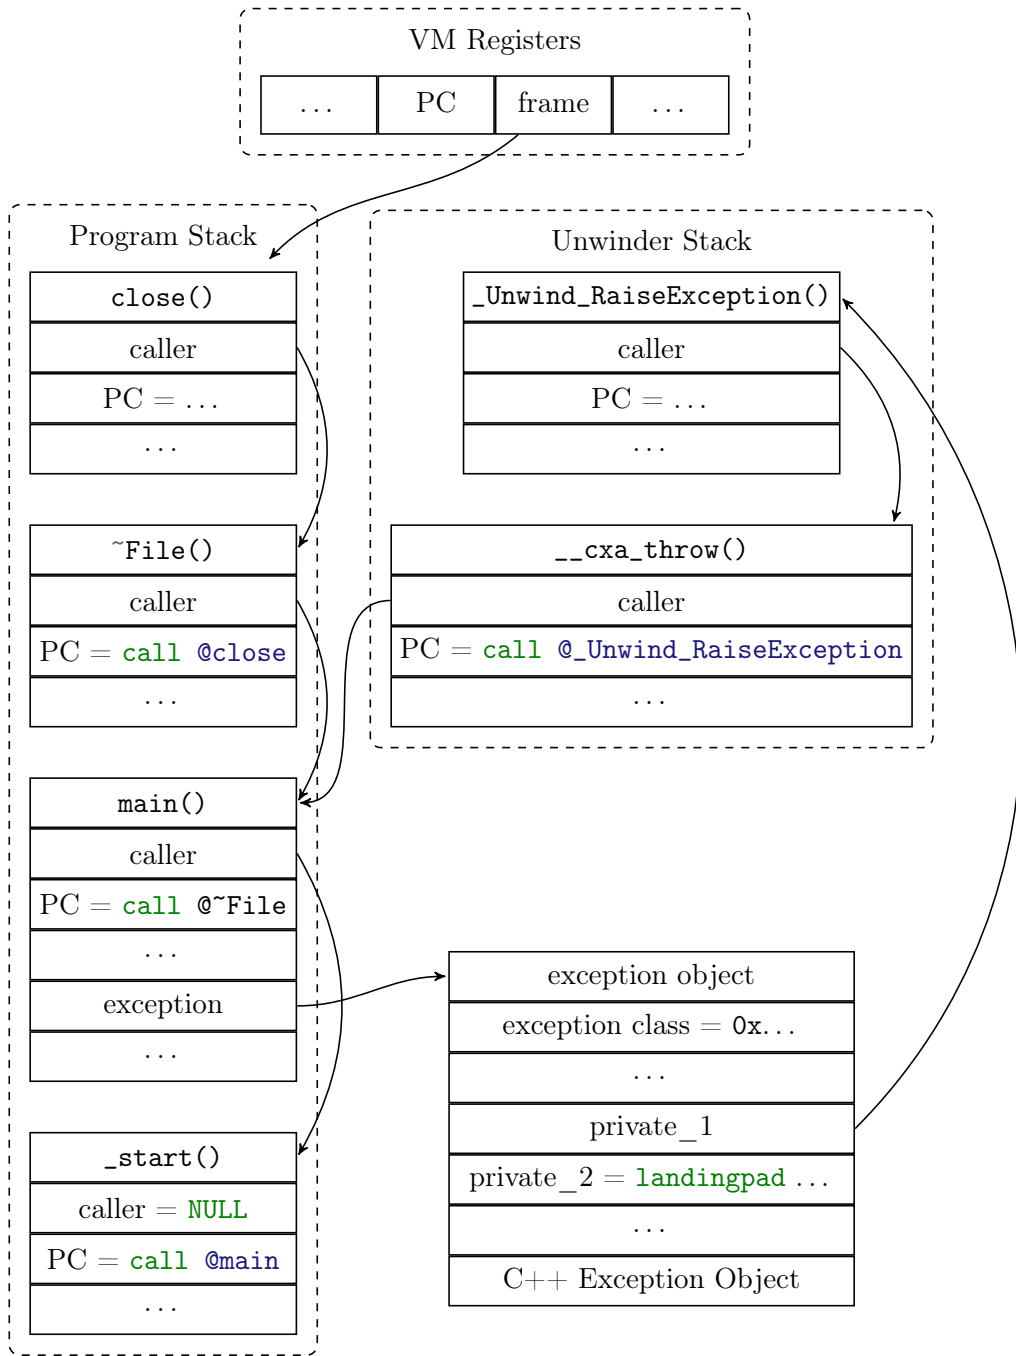 VM Registers
... PC frame ...
Program Stack
close()
caller
PC = ...
...
~File()
caller
PC = call @close
...
main()
caller
PC = call @~File
...
exception
...
_start()
caller = NULL
PC = call @main
...
Unwinder Stack
_Unwind_RaiseException()
caller
PC = ...
...
__cxa_throw()
caller
PC = call @_Unwind_RaiseException
...
exception object
exception class = 0x...
...
private_1
private_2 = landingpad ...
...
C++ Exception Object